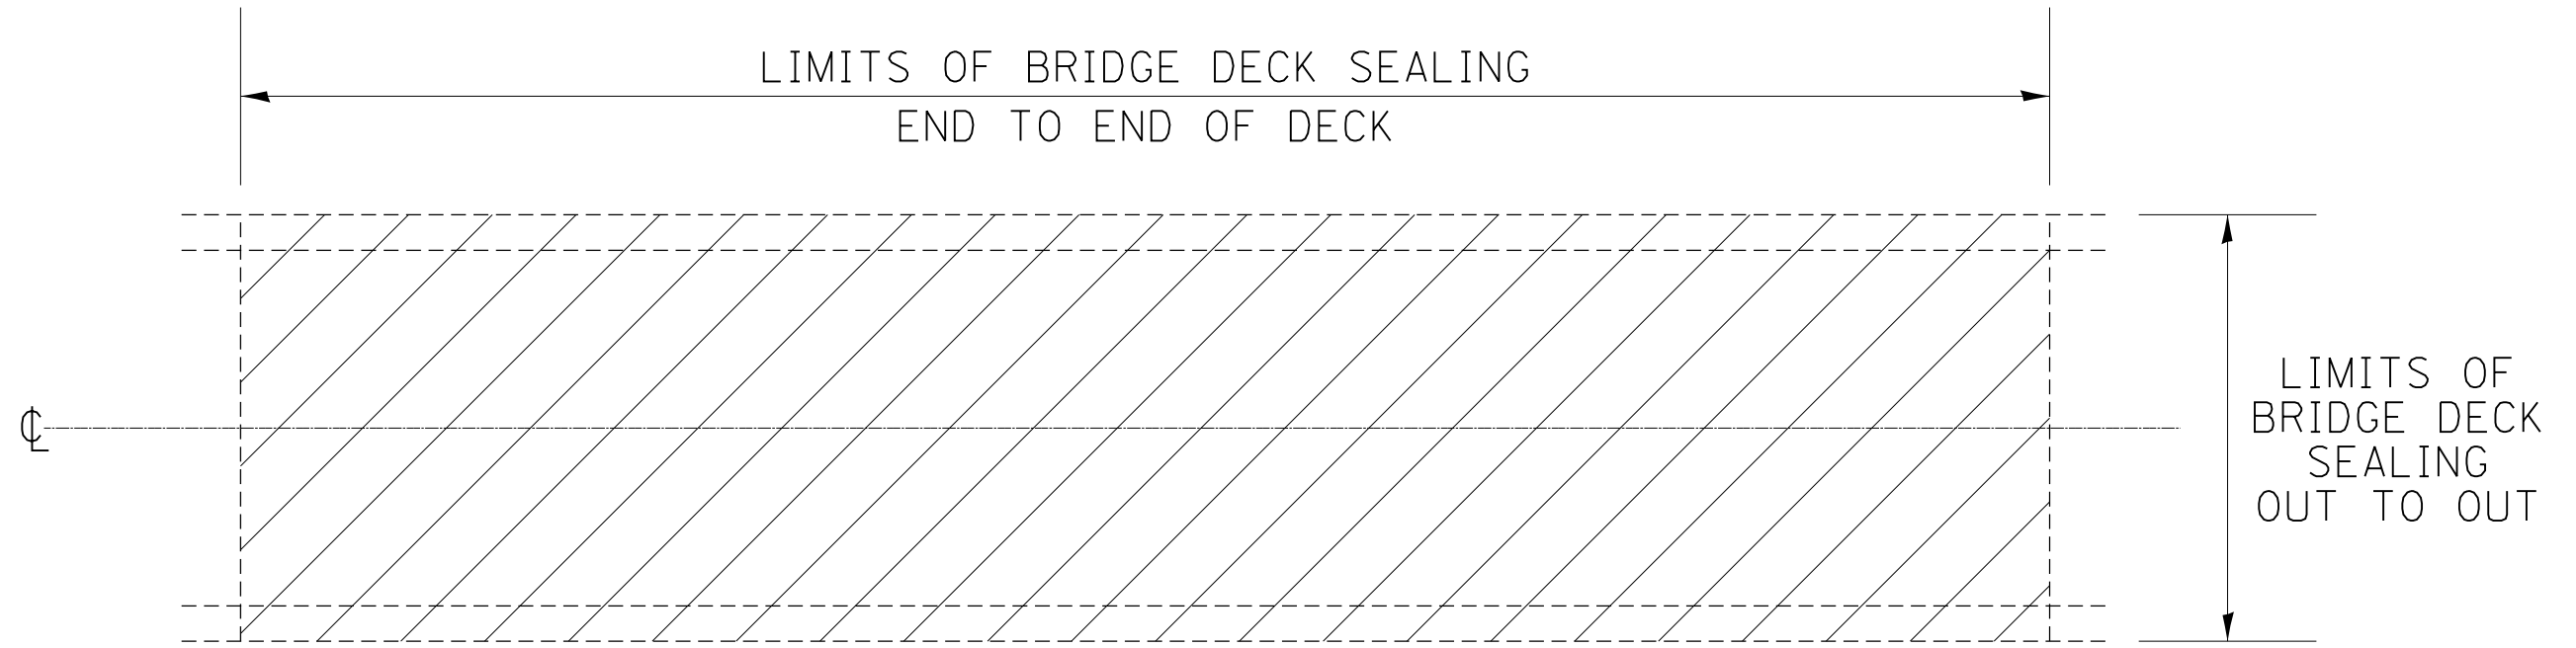 LIMITS OF BRIDGE DECK SEALING
END TO END OF DECK
℄
LIMITS OF
BRIDGE DECK
SEALING
OUT TO OUT